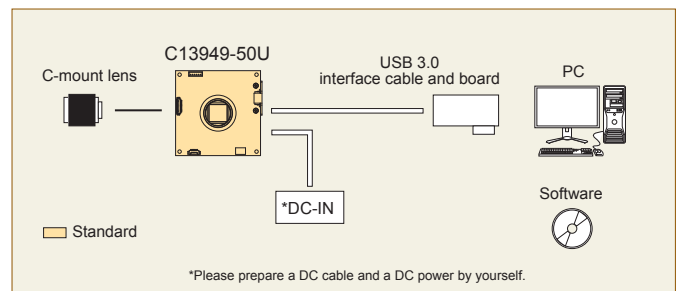 C13949-50U
C-mount lens
USB 3.0
interface cable and board
PC
*DC-IN
Software
Standard
*Please prepare a DC cable and a DC power by yourself.